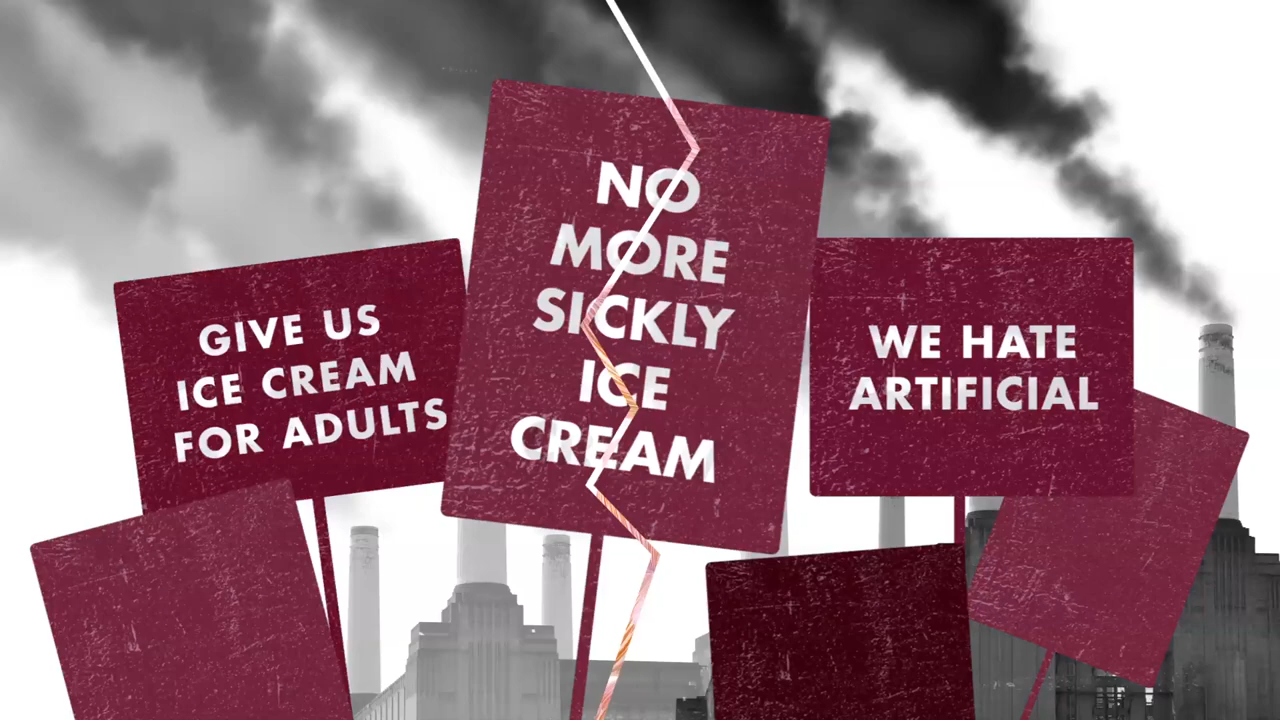 GIVE US
ICE CREAM
FOR ADULTS
NO
MORE
SICKLY
ICE
CREAM
WE HATE
ARTIFICIAL